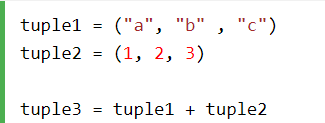 tuple1 = ("a", "b" , "c")
tuple2 = (1, 2, 3)
tuple3 = tuple1 + tuple2